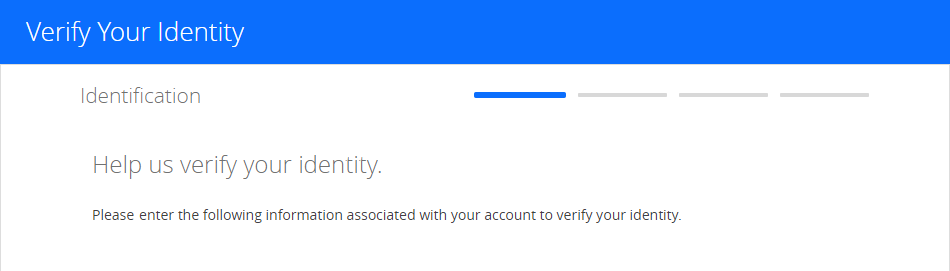 Verify Your Identity
Identification
Help us verify your identity.
Please enter the following information associated with your account to verify your identity.